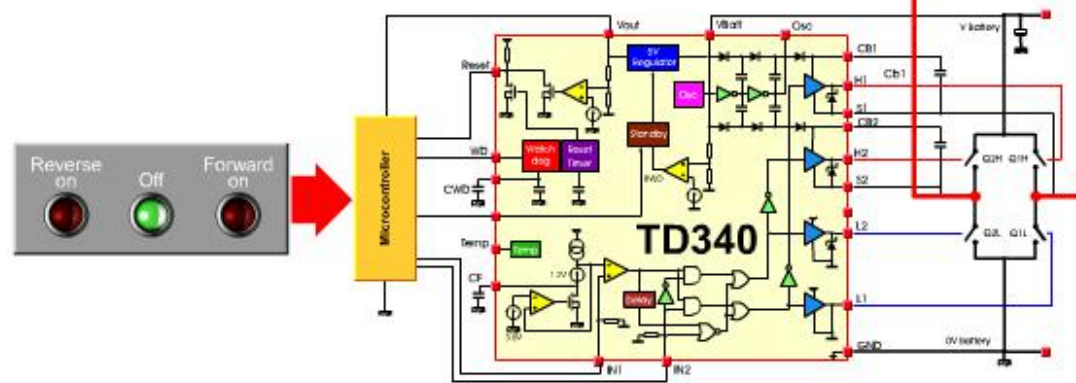 Reverse
on
Off
Forward
on
Microcontroller
Vout
VBatt
Osc
Reset
5V
Regulator
Osc
Standby
WD
Watch
dog
Reset
Timer
CWD
Temp
Temp
CF
1.2V
TD340
Delay
IN1
IN2
CB1
H1
S1
CB2
H2
S2
L2
L1
GND
Cb1
V Battery
Q2H
Q1H
Q2L
Q1L
0V Battery